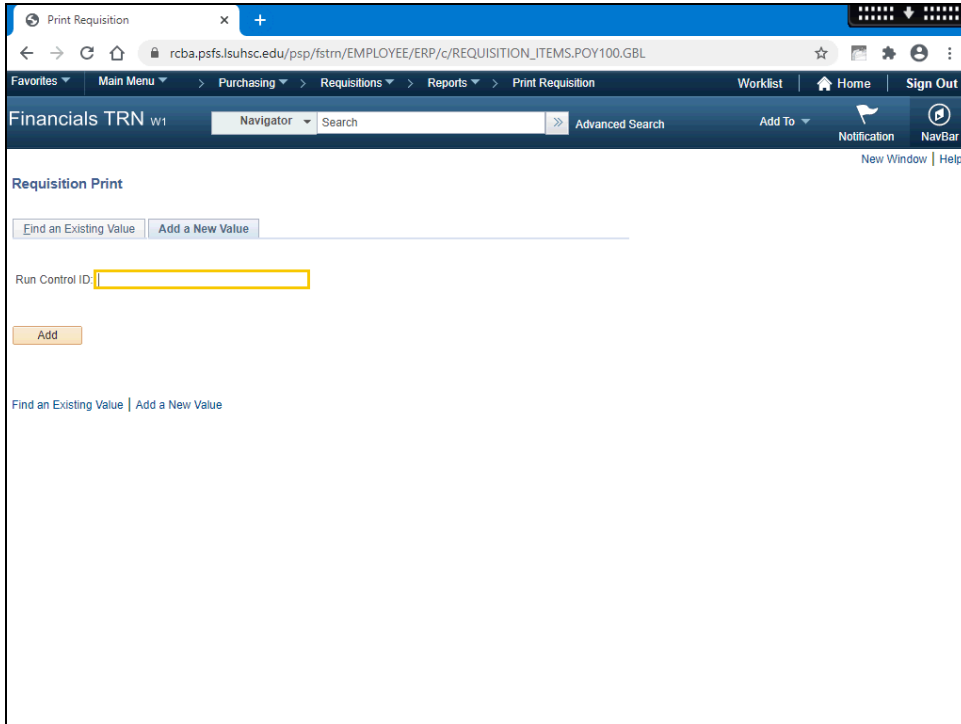 Print Requisition
rcba.psfs.lsuhsc.edu/psp/fstrn/EMPLOYEE/ERP/c/REQUISITION_ITEMS.POY100.GBL
Favorites Main Menu > Purchasing > Requisitions > Reports > Print Requisition Worklist Home Sign Out
Financials TRN W1 Navigator Search Advanced Search Add To Notification NavBar
New Window | Help
Requisition Print
Find an Existing Value Add a New Value
Run Control ID:
Add
Find an Existing Value | Add a New Value